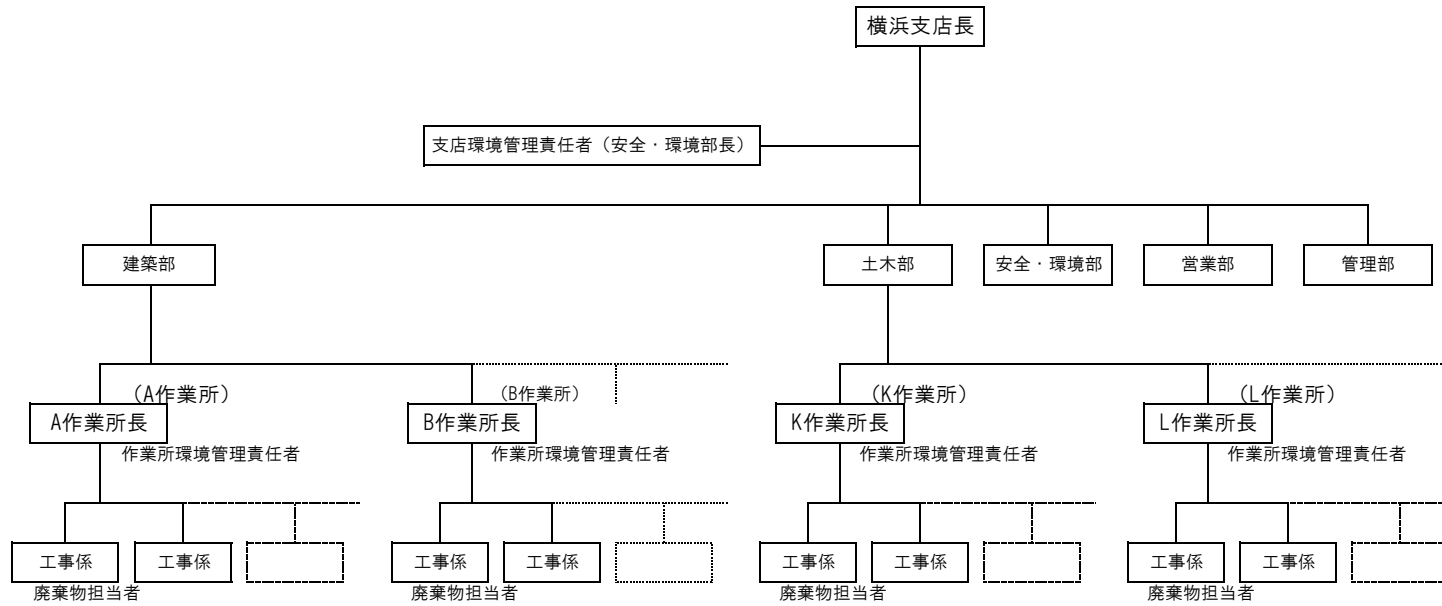 横浜支店長
支店環境管理責任者（安全・環境部長）
建築部
土木部
安全・環境部
営業部
管理部
（A作業所）
（B作業所）
（K作業所）
（L作業所）
A作業所長
B作業所長
K作業所長
L作業所長
作業所環境管理責任者
作業所環境管理責任者
作業所環境管理責任者
作業所環境管理責任者
工事係
工事係
工事係
工事係
工事係
工事係
工事係
工事係
廃棄物担当者
廃棄物担当者
廃棄物担当者
廃棄物担当者